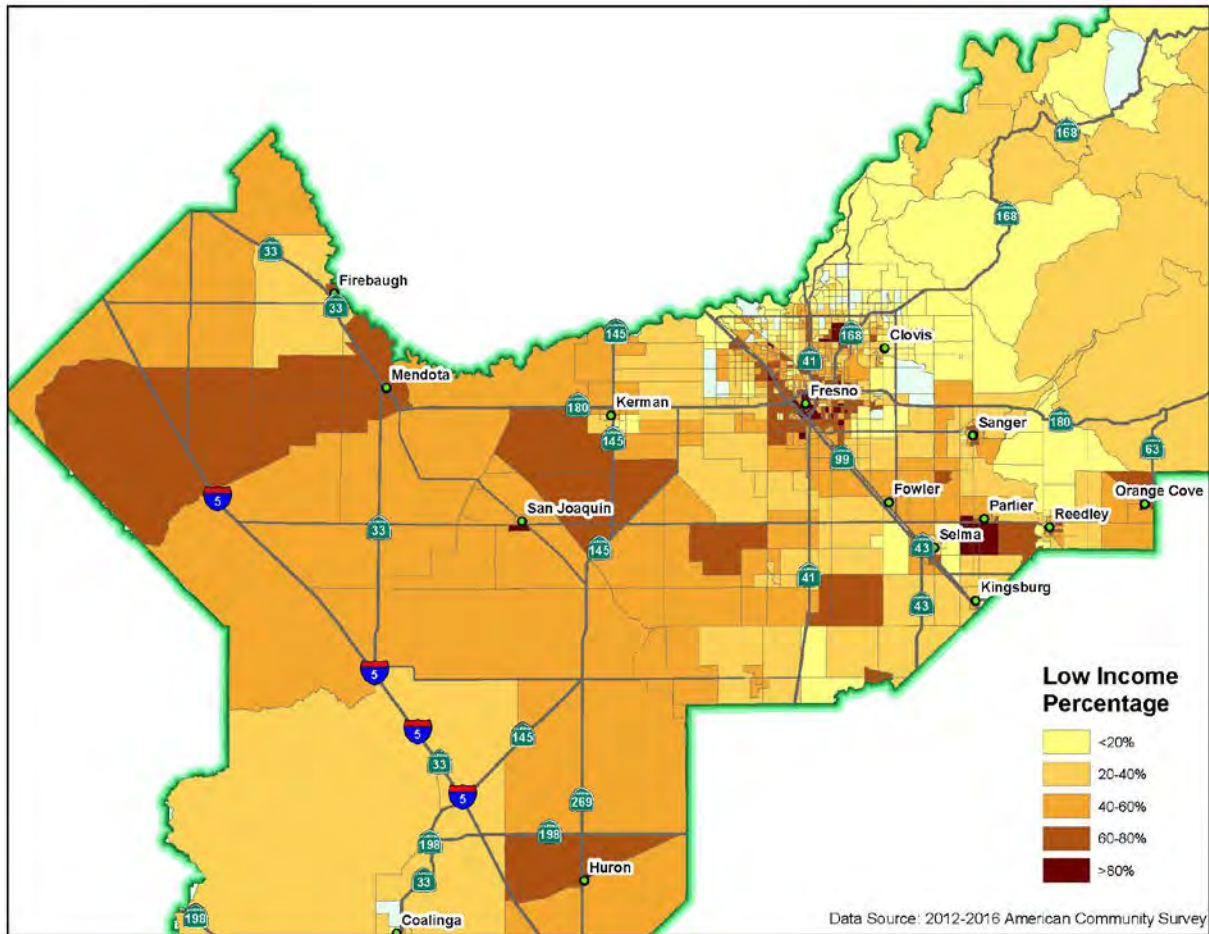 168
168
33
Firebaugh
33
145
168
Clovis
41
Mendota
180
Kerman
Fresno
145
Sanger
180
63
99
5
Fowler
Parlier
Orange Cove
San Joaquin
33
Reedley
145
43
Selma
41
43
Kingsburg
5
Low Income
Percentage
5
145
<20%
33
20-40%
5
269
40-60%
198
198
60-80%
33
Huron
>80%
198
Coalinga
Data Source: 2012-2016 American Community Survey